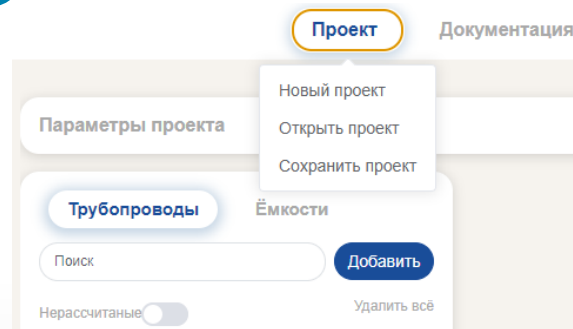 Проект Документация
Новый проект
Параметры проекта
Открыть проект
Сохранить проект
Трубопроводы Ёмкости
Поиск Добавить
Нерассчитаные Удалить всё